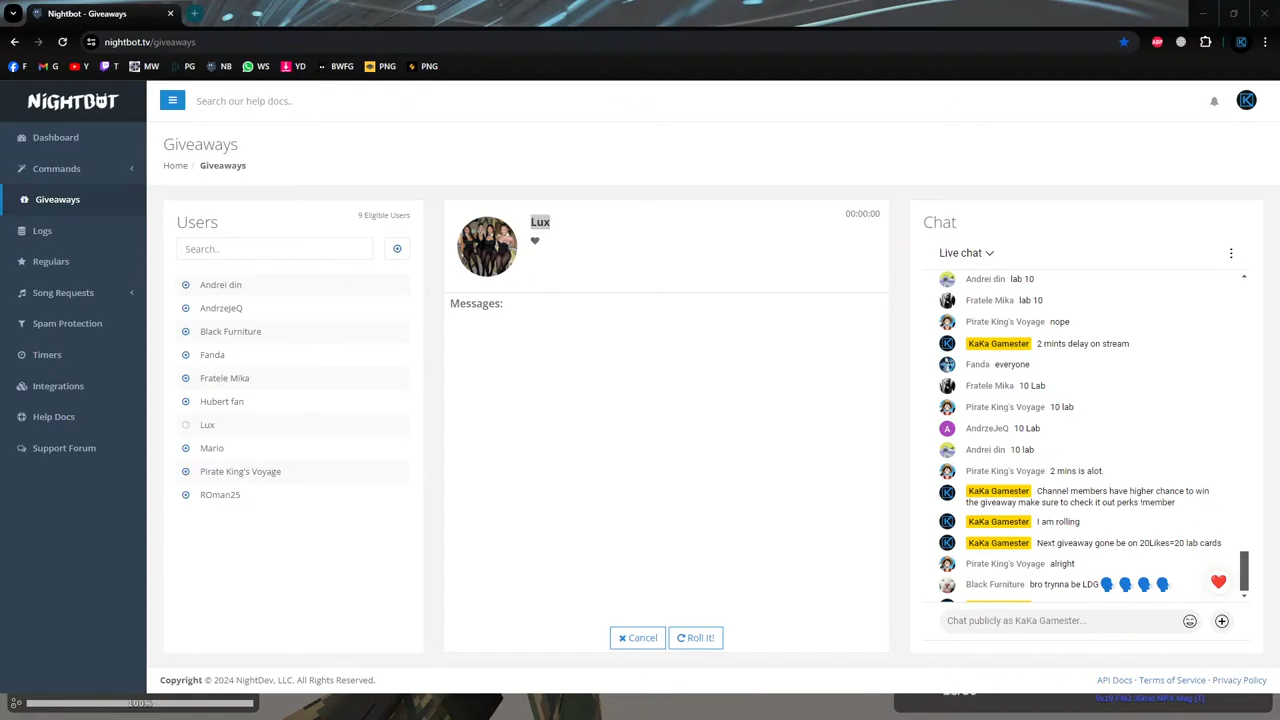 Nightbot - Giveaways
nightbot.tv/giveaways
F
G
Y
T
MW
PG
NB
WS
YD
BWFG
PNG
PNG
NiGHTBOT
Search our help docs..
Dashboard
Commands
Giveaways
Logs
Regulars
Song Requests
Spam Protection
Timers
Integrations
Help Docs
Support Forum
Giveaways
Home / Giveaways
Users
9 Eligible Users
Search..
Andrei din
AndrzeJeQ
Black Furniture
Fanda
Fratele Mika
Hubert fan
Lux
Mario
Pirate King's Voyage
ROman25
Lux
00:00:00
Messages:
Cancel
Roll It!
Chat
Live chat
Andrei din lab 10
Fratele Mika lab 10
Pirate King's Voyage nope
KaKa Gamester 2 mints delay on stream
Fanda everyone
Fratele Mika 10 Lab
Pirate King's Voyage 10 lab
A AndrzeJeQ 10 Lab
Andrei din 10 lab
Pirate King's Voyage 2 mins is alot.
KaKa Gamester Channel members have higher chance to win
the giveaway make sure to check it out perks !member
KaKa Gamester I am rolling
KaKa Gamester Next giveaway gone be on 20Likes=20 lab cards
Pirate King's Voyage alright
Black Furniture bro trynna be LDG
Chat publicly as KaKa Gamester...
Copyright © 2024 NightDev, LLC. All Rights Reserved.
API Docs · Terms of Service · Privacy Policy
100%
9x19 FMJ 30rnd MPX Mag [T]